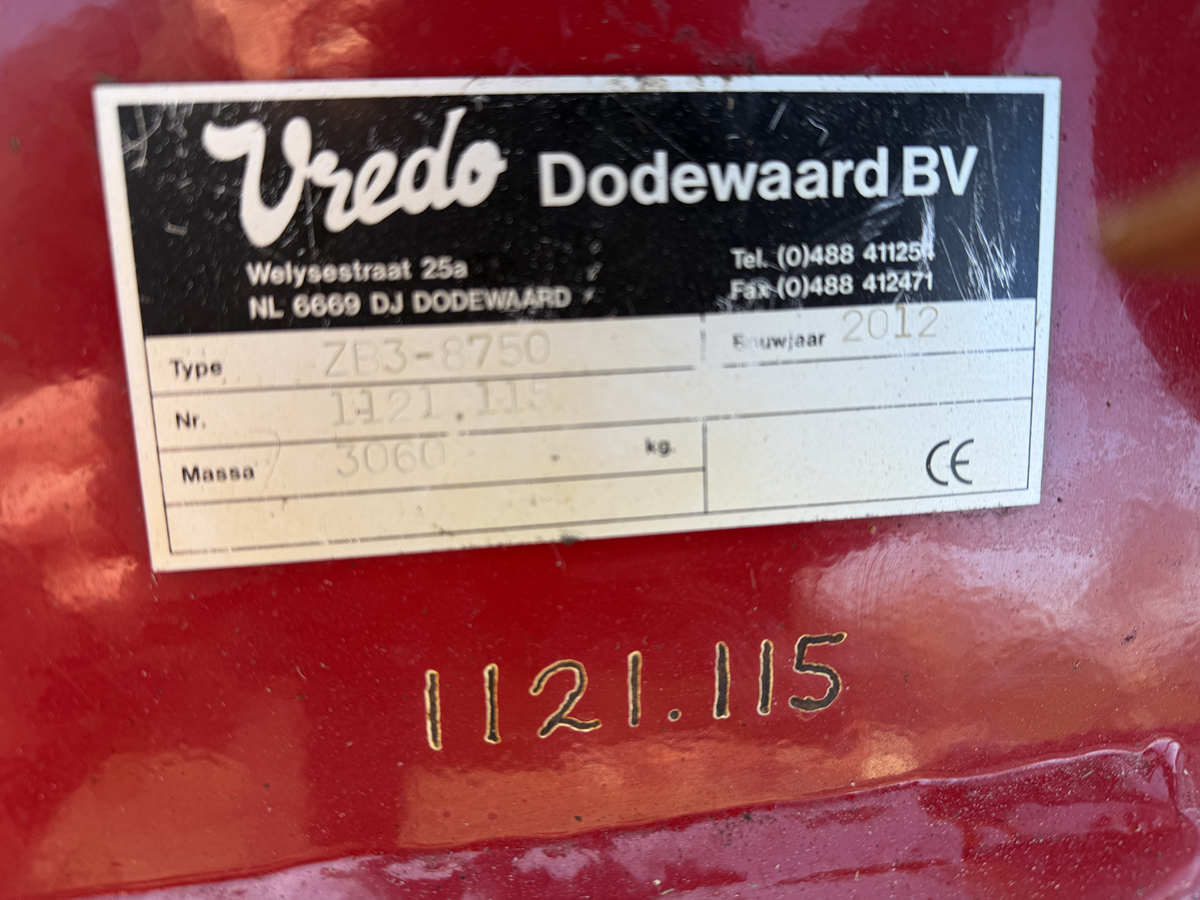 Vredo Dodewaard BV
Welysestraat 25a
NL 6669 DJ DODEWAARD
Tel. (0)488 411254
Fax (0)488 412471
Type ZB3-8750
Bouwjaar 2012
Nr. 1121.115
Massa 3060 kg.
CE
1121.115